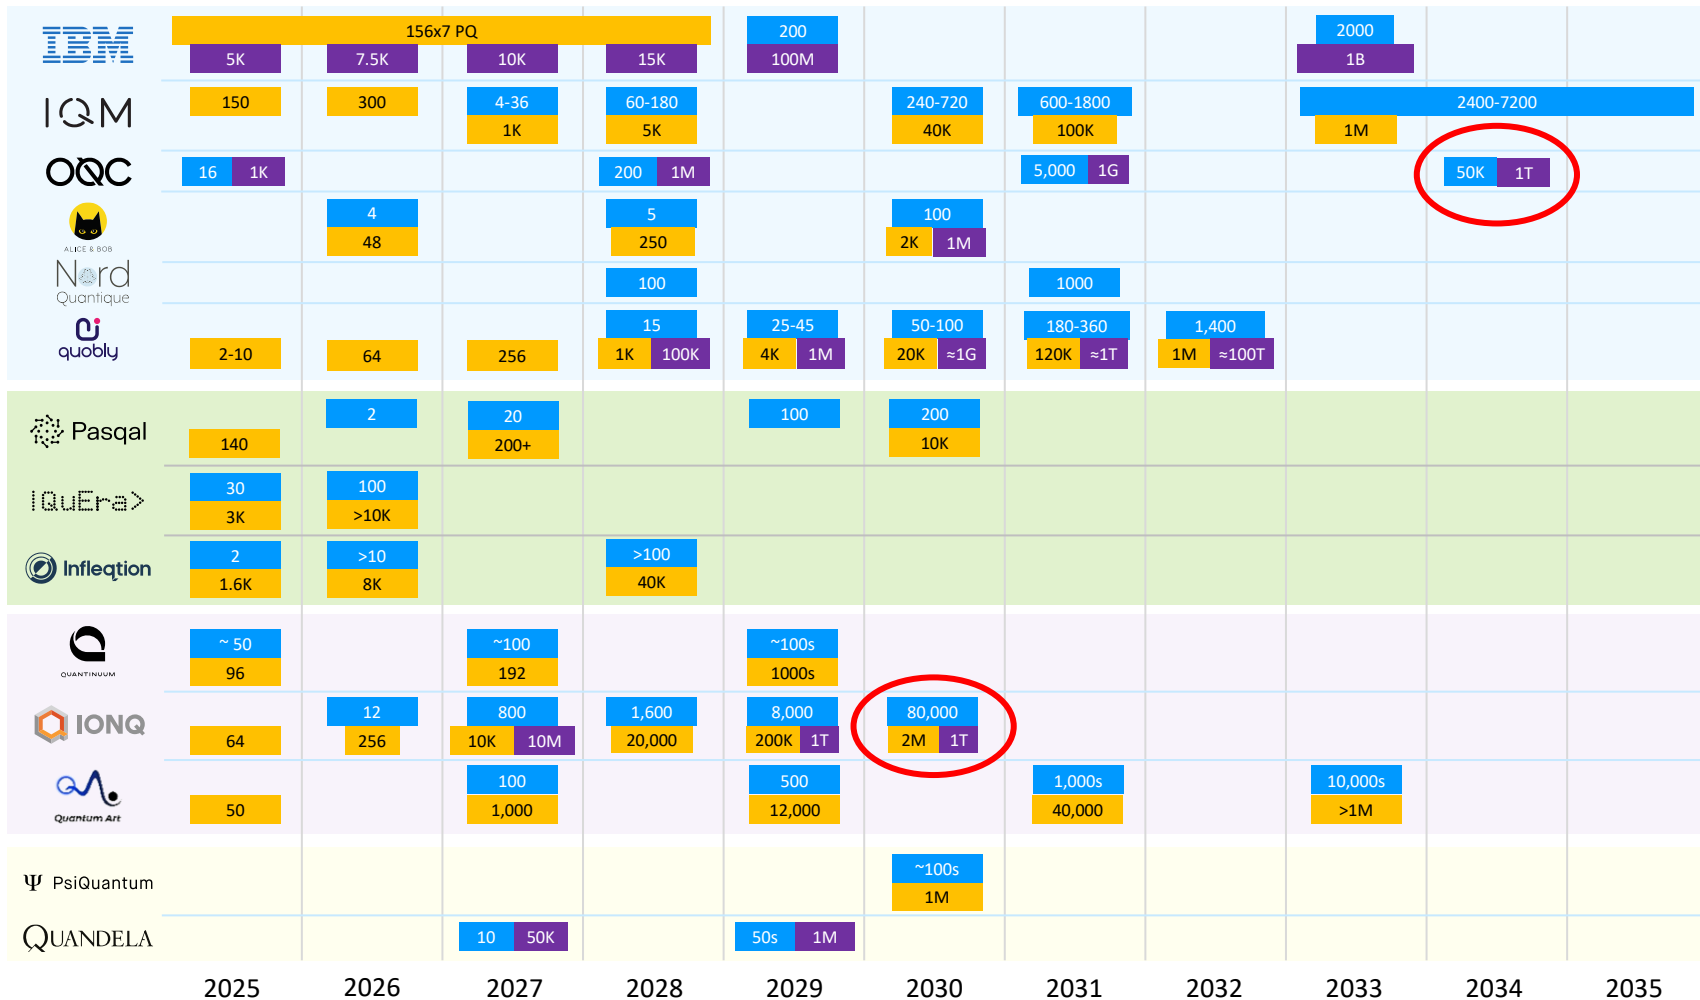 IBM
156x7 PQ
200
2000
5K
7.5K
10K
15K
100M
1B
IQM
150
300
4-36
60-180
240-720
600-1800
2400-7200
1K
5K
40K
100K
1M
OQC
16 1K
200 1M
5,000 1G
50K 1T
ALICE & BOB
4
5
100
48
250
2K 1M
Nord
Quantique
100
1000
quobly
15
25-45
50-100
180-360
1,400
2-10
64
256
1K 100K
4K 1M
20K ≈1G
120K ≈1T
1M ≈100T
Pasqal
2
20
100
200
140
200+
10K
|QuEra>
30
100
3K
>10K
Infleqtion
2
>10
>100
1.6K
8K
40K
QUANTINUUM
~ 50
~100
~100s
96
192
1000s
IONQ
12
800
1,600
8,000
80,000
64
256
10K 10M
20,000
200K 1T
2M 1T
Quantum Art
100
500
1,000s
10,000s
50
1,000
12,000
40,000
>1M
Ψ PsiQuantum
~100s
1M
QUANDELA
10 50K
50s 1M
2025 2026 2027 2028 2029 2030 2031 2032 2033 2034 2035